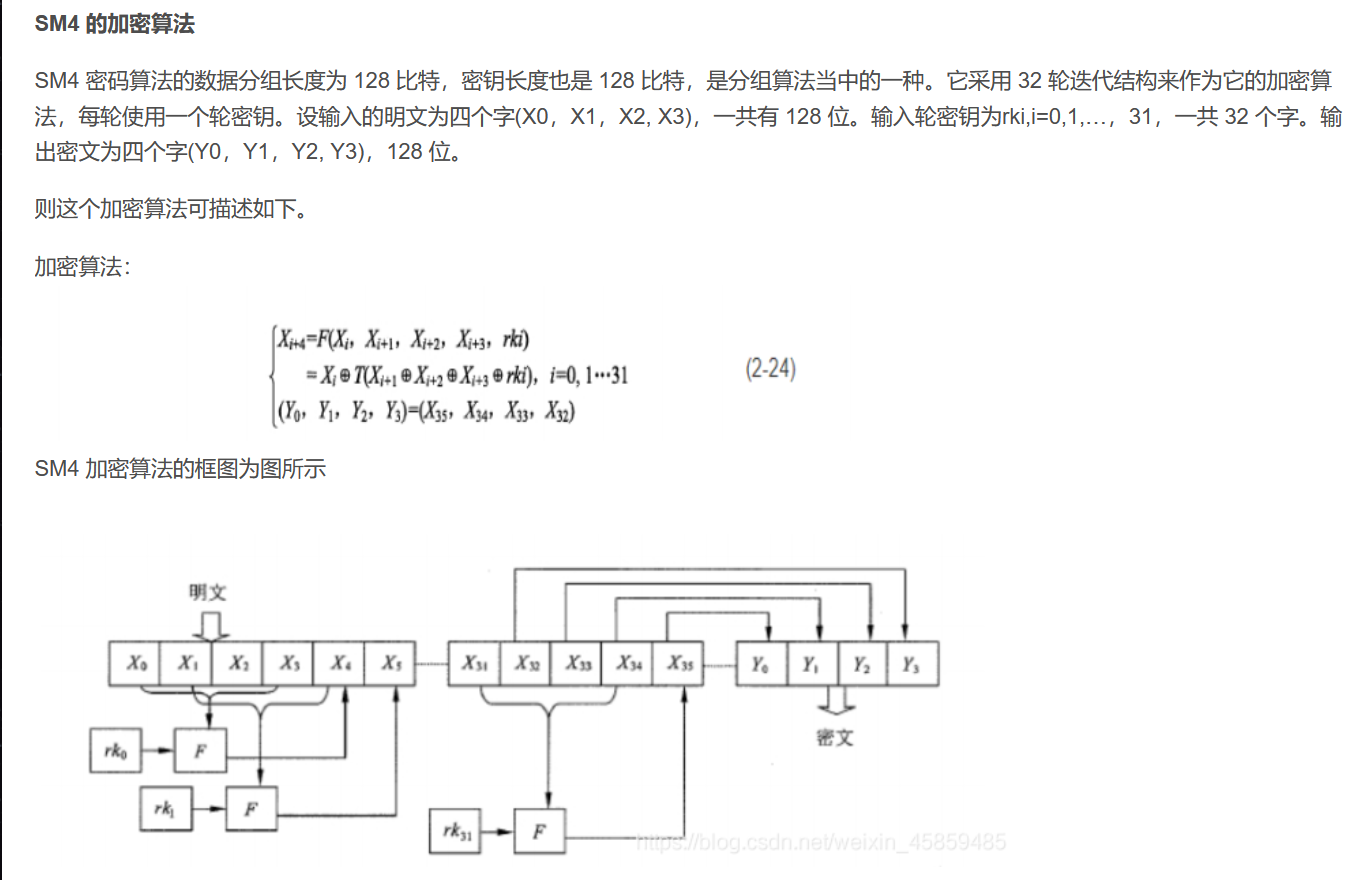 SM4 的加密算法
SM4 密码算法的数据分组长度为 128 比特，密钥长度也是 128 比特，是分组算法当中的一种。它采用 32 轮迭代结构来作为它的加密算
法，每轮使用一个轮密钥。设输入的明文为四个字(X0，X1，X2, X3)，一共有 128 位。输入轮密钥为rki,i=0,1,…，31，一共 32 个字。输
出密文为四个字(Y0，Y1，Y2, Y3)，128 位。
则这个加密算法可描述如下。
加密算法：
X_{i+4}=F(X_i, X_{i+1}, X_{i+2}, X_{i+3}, rki)
=X_i⊕T(X_{i+1}⊕X_{i+2}⊕X_{i+3}⊕rki), i=0, 1…31 (2-24)
(Y_0, Y_1, Y_2, Y_3)=(X_{35}, X_{34}, X_{33}, X_{32})
SM4 加密算法的框图为图所示
明文
X_0 X_1 X_2 X_3 X_4 X_5 X_{31} X_{32} X_{33} X_{34} X_{35} Y_0 Y_1 Y_2 Y_3
密文
rk_0 F
rk_1 F
rk_{31} F
https://blog.csdn.net/weixin_45859485